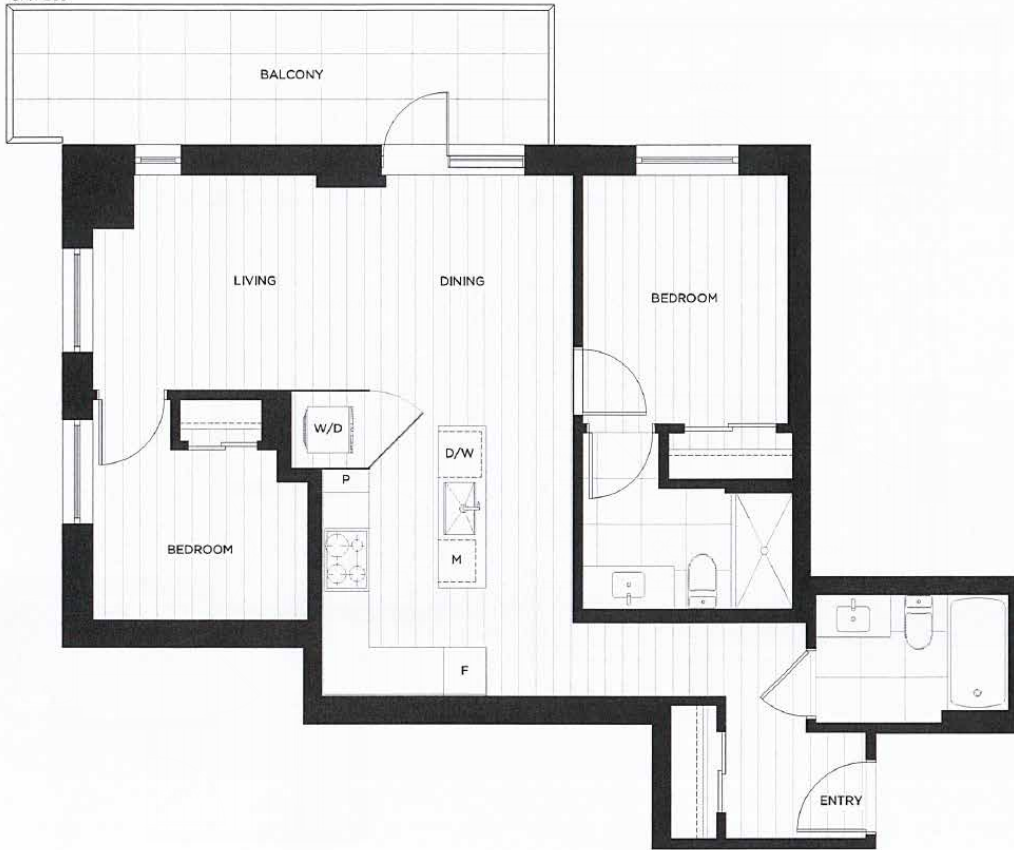 BALCONY
LIVING
DINING
BEDROOM
W/D
D/W
P
BEDROOM
M
F
ENTRY